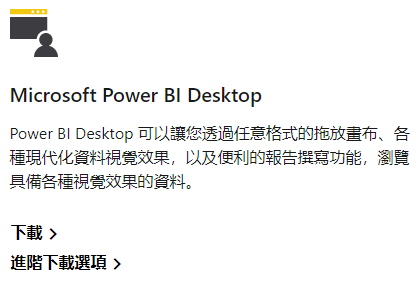 Microsoft Power BI Desktop
Power BI Desktop 可以讓您透過任意格式的拖放畫布、各
種現代化資料視覺效果，以及便利的報告撰寫功能，瀏覽
具備各種視覺效果的資料。
下載 >
進階下載選項 >